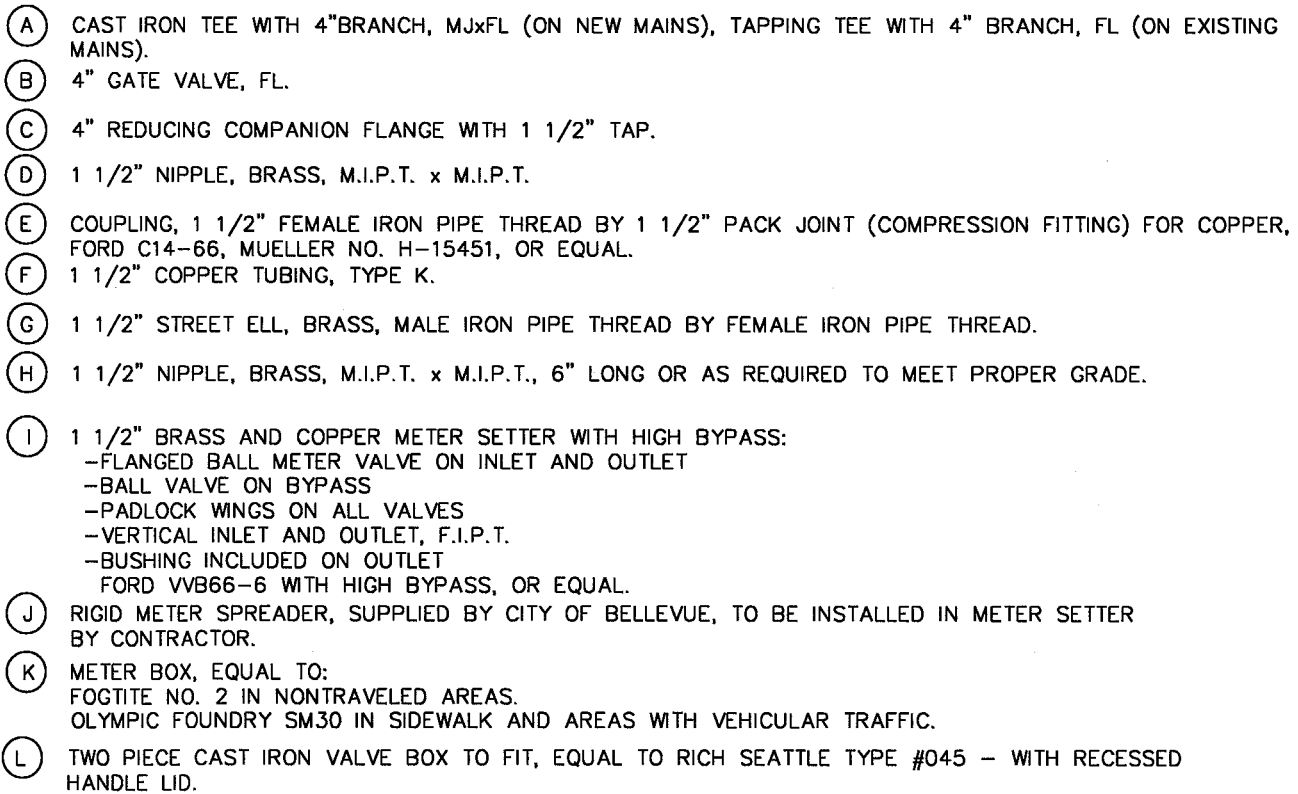 A CAST IRON TEE WITH 4"BRANCH, MJxFL (ON NEW MAINS), TAPPING TEE WITH 4" BRANCH, FL (ON EXISTING
MAINS).
B 4" GATE VALVE, FL.
C 4" REDUCING COMPANION FLANGE WITH 1 1/2" TAP.
D 1 1/2" NIPPLE, BRASS, M.I.P.T. x M.I.P.T.
E COUPLING, 1 1/2" FEMALE IRON PIPE THREAD BY 1 1/2" PACK JOINT (COMPRESSION FITTING) FOR COPPER,
FORD C14-66, MUELLER NO. H-15451, OR EQUAL.
F 1 1/2" COPPER TUBING, TYPE K.
G 1 1/2" STREET ELL, BRASS, MALE IRON PIPE THREAD BY FEMALE IRON PIPE THREAD.
H 1 1/2" NIPPLE, BRASS, M.I.P.T. x M.I.P.T., 6" LONG OR AS REQUIRED TO MEET PROPER GRADE.
I 1 1/2" BRASS AND COPPER METER SETTER WITH HIGH BYPASS:
-FLANGED BALL METER VALVE ON INLET AND OUTLET
-BALL VALVE ON BYPASS
-PADLOCK WINGS ON ALL VALVES
-VERTICAL INLET AND OUTLET, F.I.P.T.
-BUSHING INCLUDED ON OUTLET
FORD VVB66-6 WITH HIGH BYPASS, OR EQUAL.
J RIGID METER SPREADER, SUPPLIED BY CITY OF BELLEVUE, TO BE INSTALLED IN METER SETTER
BY CONTRACTOR.
K METER BOX, EQUAL TO:
FOGTITE NO. 2 IN NONTRAVELED AREAS.
OLYMPIC FOUNDRY SM30 IN SIDEWALK AND AREAS WITH VEHICULAR TRAFFIC.
L TWO PIECE CAST IRON VALVE BOX TO FIT, EQUAL TO RICH SEATTLE TYPE #045 - WITH RECESSED
HANDLE LID.